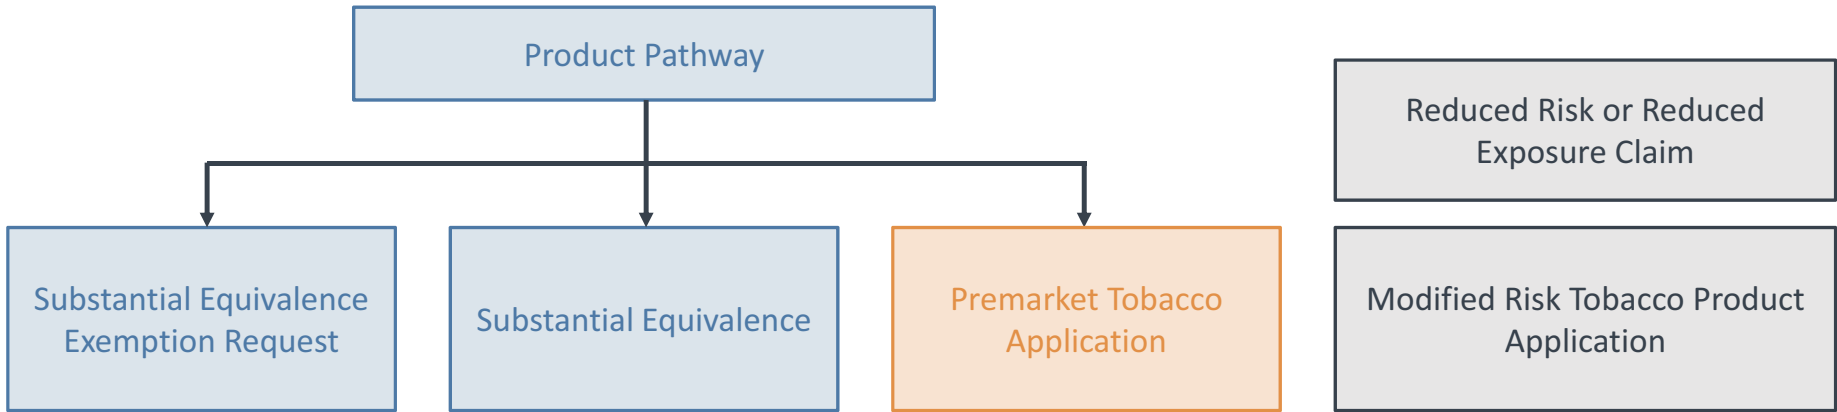 Product Pathway
Reduced Risk or Reduced
Exposure Claim
Substantial Equivalence
Exemption Request
Substantial Equivalence
Premarket Tobacco
Application
Modified Risk Tobacco Product
Application